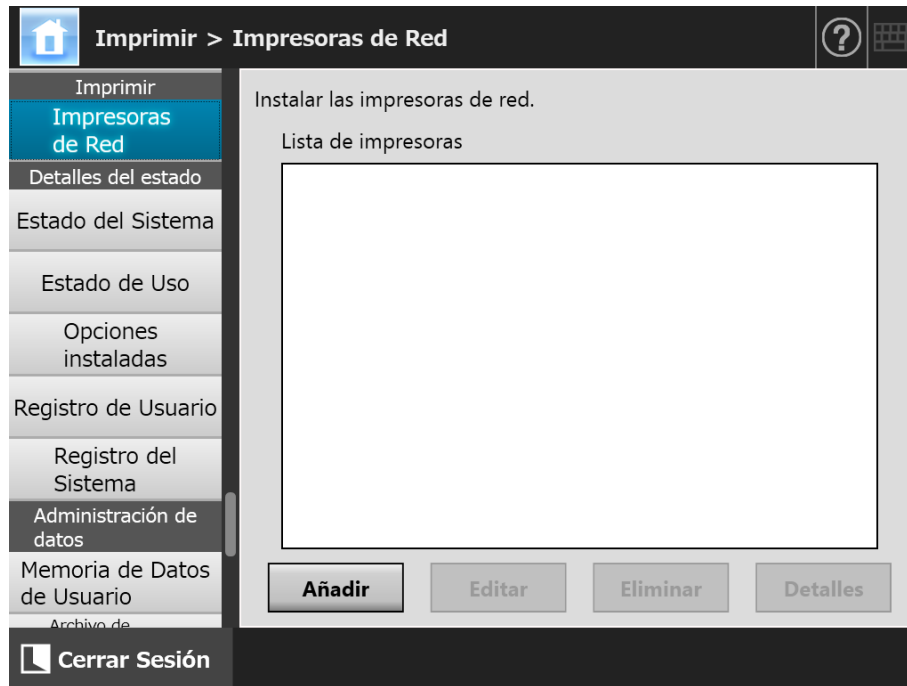 Imprimir > Impresoras de Red
?
Imprimir
Impresoras
de Red
Detalles del estado
Estado del Sistema
Estado de Uso
Opciones
instaladas
Registro de Usuario
Registro del
Sistema
Administración de
datos
Memoria de Datos
de Usuario
Archivo de
Instalar las impresoras de red.
Lista de impresoras
Añadir
Editar
Eliminar
Detalles
Cerrar Sesión